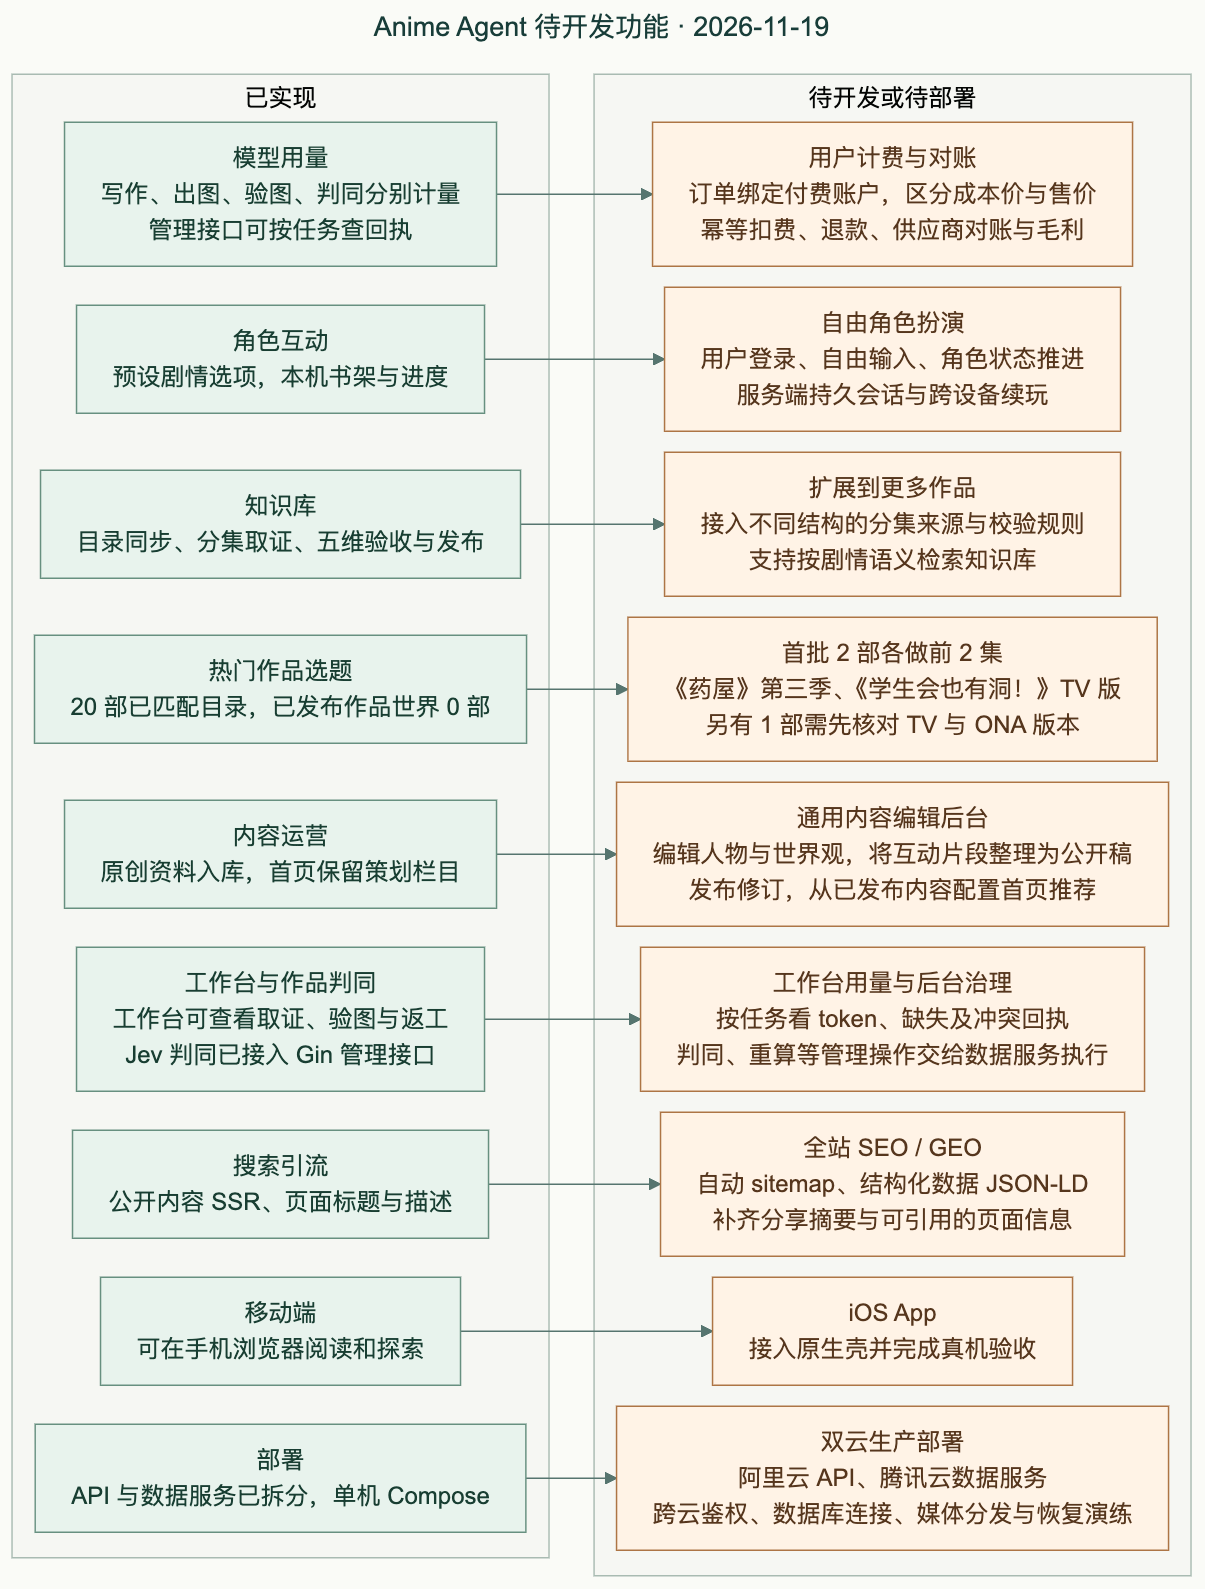 Anime Agent 待开发功能 · 2026-11-19
已实现
待开发或待部署
模型用量
写作、出图、验图、判同分别计量
管理接口可按任务查回执
用户计费与对账
订单绑定付费账户，区分成本价与售价
幂等扣费、退款、供应商对账与毛利
角色互动
预设剧情选项，本机书架与进度
自由角色扮演
用户登录、自由输入、角色状态推进
服务端持久会话与跨设备续玩
知识库
目录同步、分集取证、五维验收与发布
扩展到更多作品
接入不同结构的分集来源与校验规则
支持按剧情语义检索知识库
热门作品选题
20 部已匹配目录，已发布作品世界 0 部
首批 2 部各做前 2 集
《药屋》第三季、《学生会也有洞！》TV 版
另有 1 部需先核对 TV 与 ONA 版本
内容运营
原创资料入库，首页保留策划栏目
通用内容编辑后台
编辑人物与世界观，将互动片段整理为公开稿
发布修订，从已发布内容配置首页推荐
工作台与作品判同
工作台可查看取证、验图与返工
Jev 判同已接入 Gin 管理接口
工作台用量与后台治理
按任务看 token、缺失及冲突回执
判同、重算等管理操作交给数据服务执行
搜索引流
公开内容 SSR、页面标题与描述
全站 SEO / GEO
自动 sitemap、结构化数据 JSON-LD
补齐分享摘要与可引用的页面信息
移动端
可在手机浏览器阅读和探索
iOS App
接入原生壳并完成真机验收
部署
API 与数据服务已拆分，单机 Compose
双云生产部署
阿里云 API、腾讯云数据服务
跨云鉴权、数据库连接、媒体分发与恢复演练